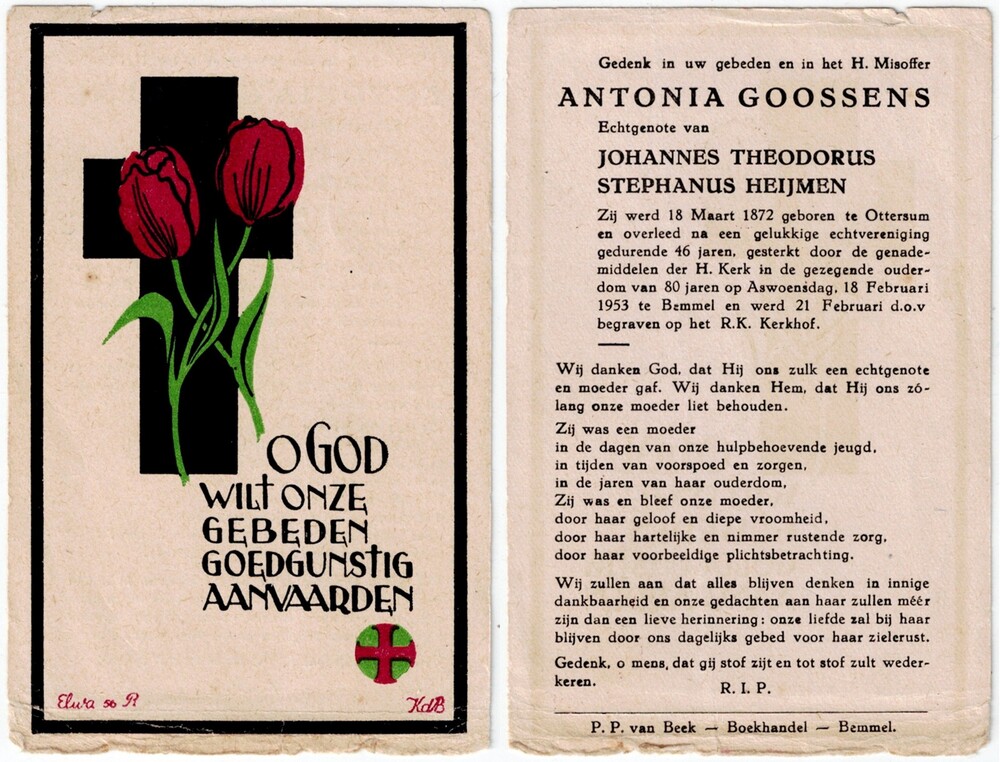 O GOD
WILT ONZE
GEBEDEN
GOEDGUNSTIG
AANVAARDEN
Elura 56 R
KdB
Gedenk in uw gebeden en in het H. Misoffer
ANTONIA GOOSSENS
Echtgenote van
JOHANNES THEODORUS
STEPHANUS HEIJMEN
Zij werd 18 Maart 1872 geboren te Ottersum
en overleed na een gelukkige echtvereniging
gedurende 46 jaren, gesterkt door de genade-
middelen der H. Kerk in de gezegende ouder-
dom van 80 jaren op Aswoensdag, 18 Februari
1953 te Bemmel en werd 21 Februari d.o.v
begraven op het R.K. Kerkhof.
Wij danken God, dat Hij ons zulk een echtgenote
en moeder gaf. Wij danken Hem, dat Hij ons zó-
lang onze moeder liet behouden.
Zij was een moeder
in de dagen van onze hulpbehoevende jeugd,
in tijden van voorspoed en zorgen,
in de jaren van haar ouderdom,
Zij was en bleef onze moeder,
door haar geloof en diepe vroomheid,
door haar hartelijke en nimmer rustende zorg,
door haar voorbeeldige plichtsbetrachting.
Wij zullen aan dat alles blijven denken in innige
dankbaarheid en onze gedachten aan haar zullen méér
zijn dan een lieve herinnering: onze liefde zal bij haar
blijven door ons dagelijks gebed voor haar zielerust.
Gedenk, o mens, dat gij stof zijt en tot stof zult weder-
keren.
R. I. P.
P. P. van Beek — Boekhandel — Bemmel.